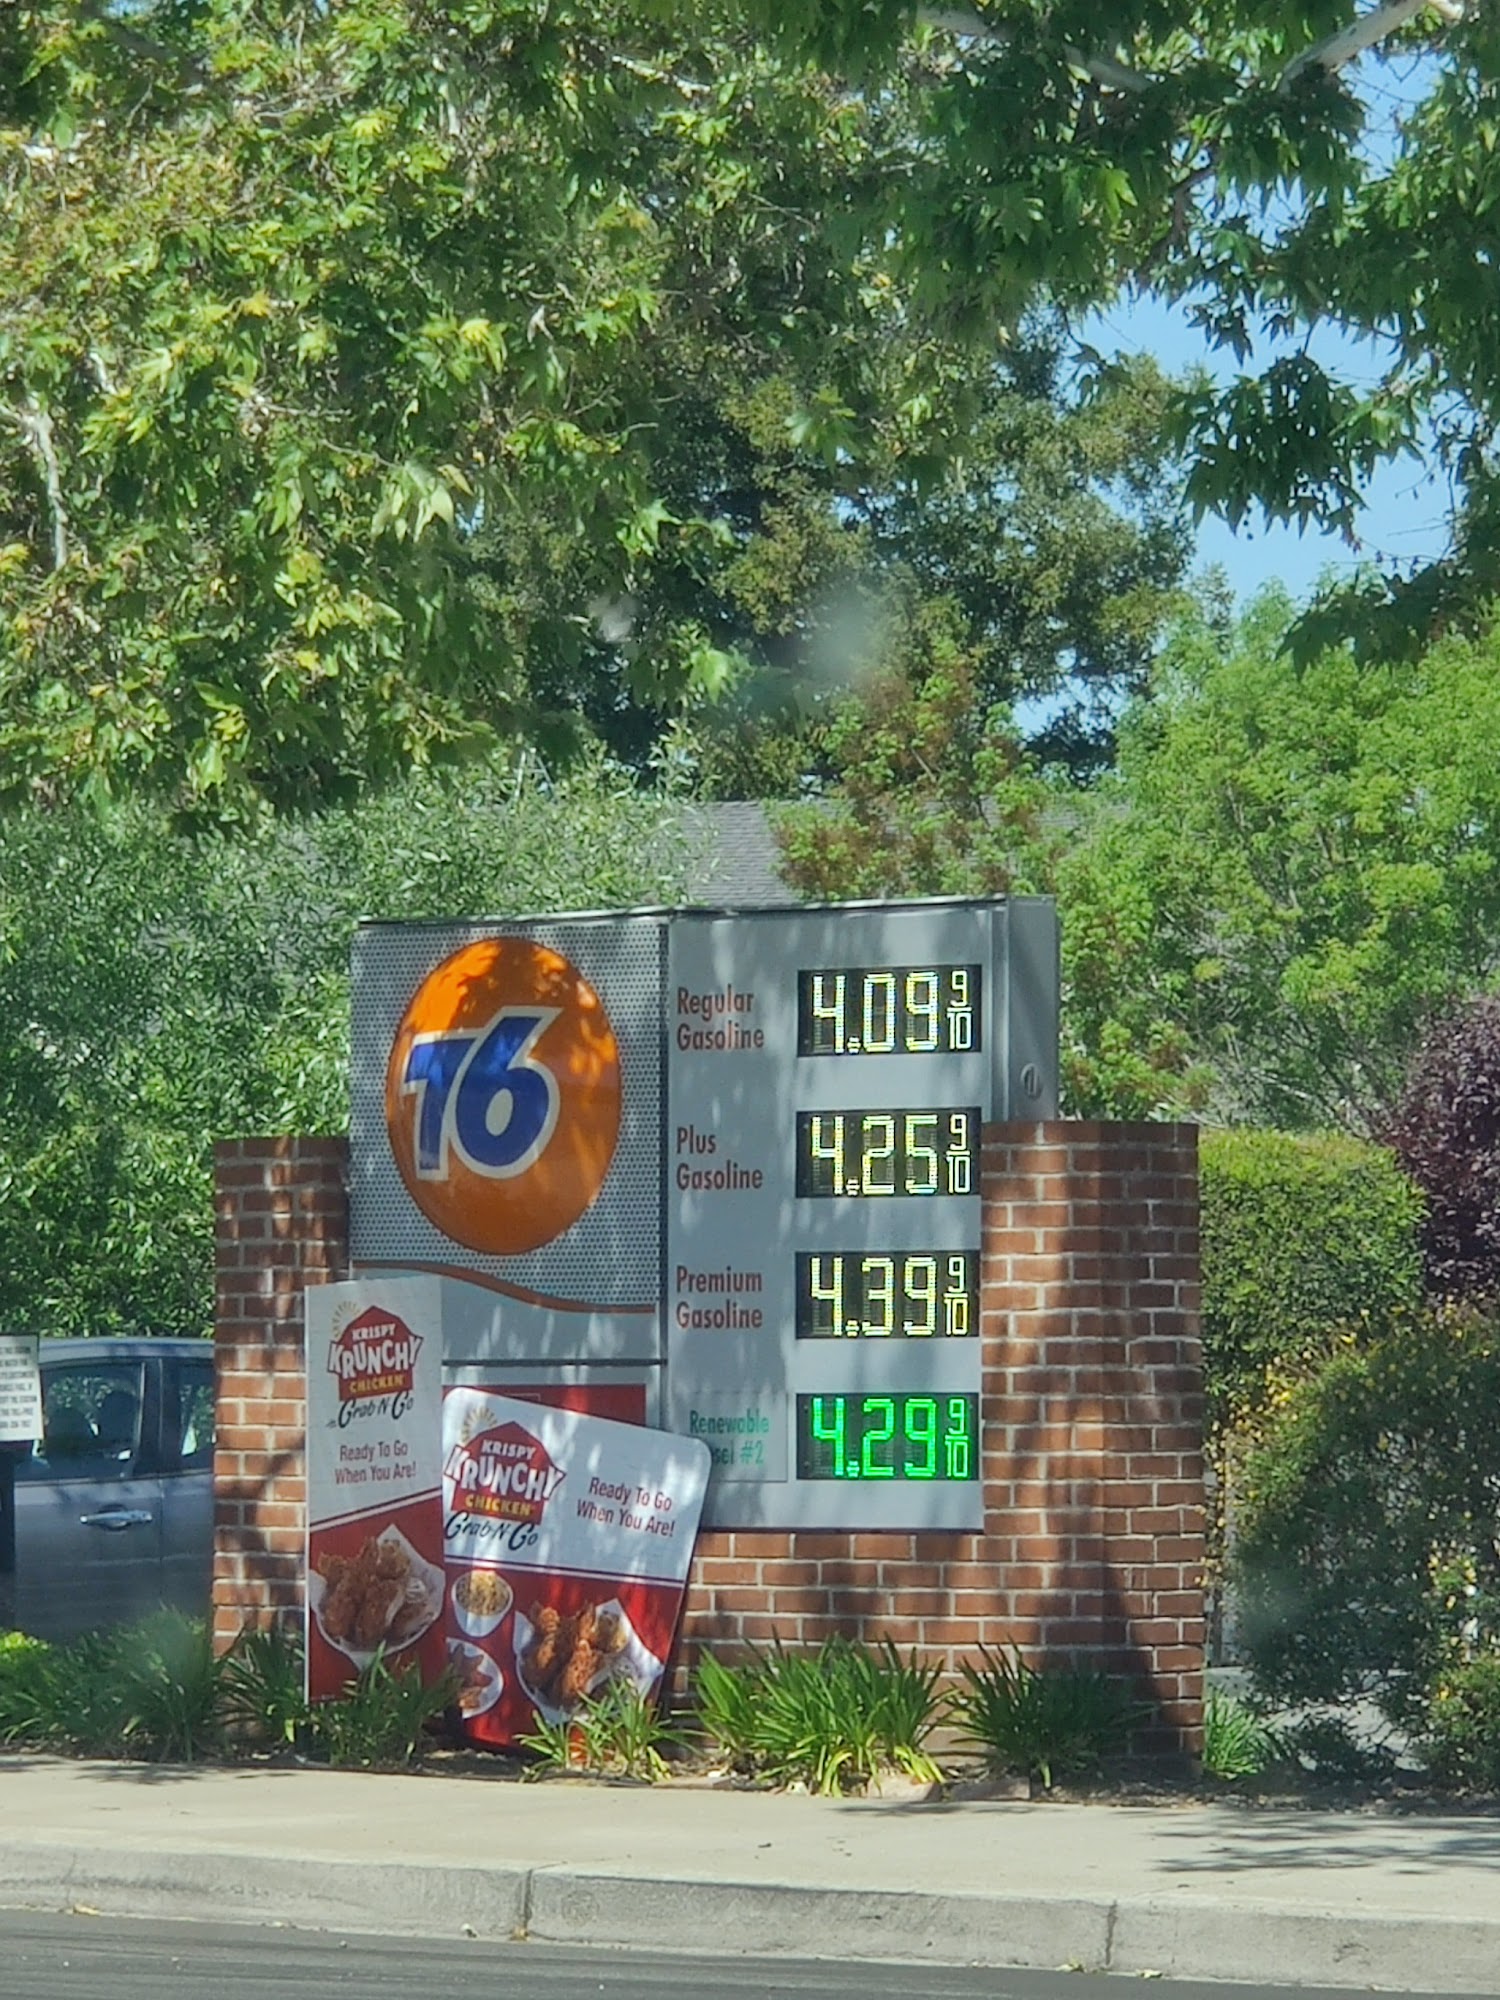 76
Regular
Gasoline
4.09 9/10
Plus
Gasoline
4.25 9/10
Premium
Gasoline
4.39 9/10
Renewable
#2
4.29 9/10
KRISPY
KRUNCHY
CHICKEN
Grab N Go
Ready To Go
When You Are!
KRISPY
KRUNCHY
CHICKEN
Grab N Go
Ready To Go
When You Are!